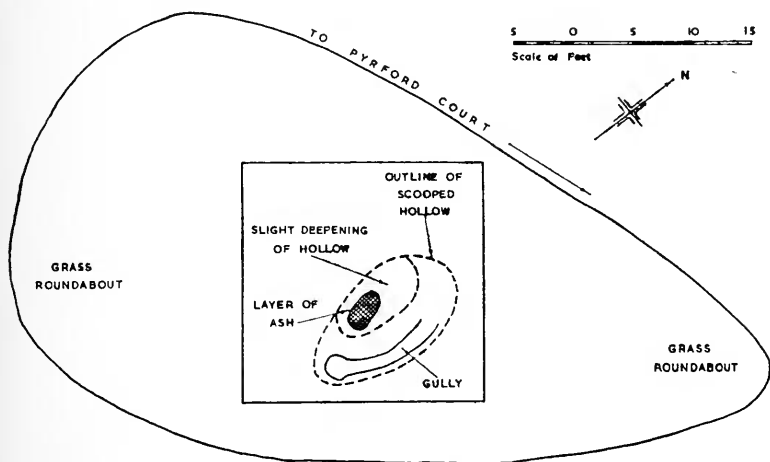 TO PYRFORD COURT
5 0 5 10 15
Scale of Feet
N
OUTLINE OF
SCOOPED
HOLLOW
SLIGHT DEEPENING
OF HOLLOW
LAYER OF
ASH
GULLY
GRASS
ROUNDABOUT
GRASS
ROUNDABOUT